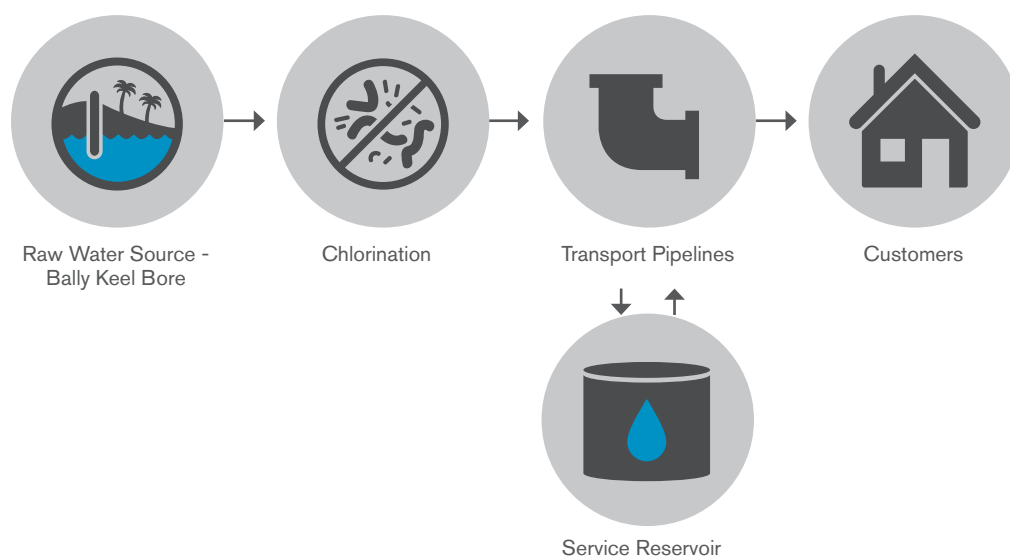 Raw Water Source -
Bally Keel Bore
Chlorination
Transport Pipelines
Customers
Service Reservoir